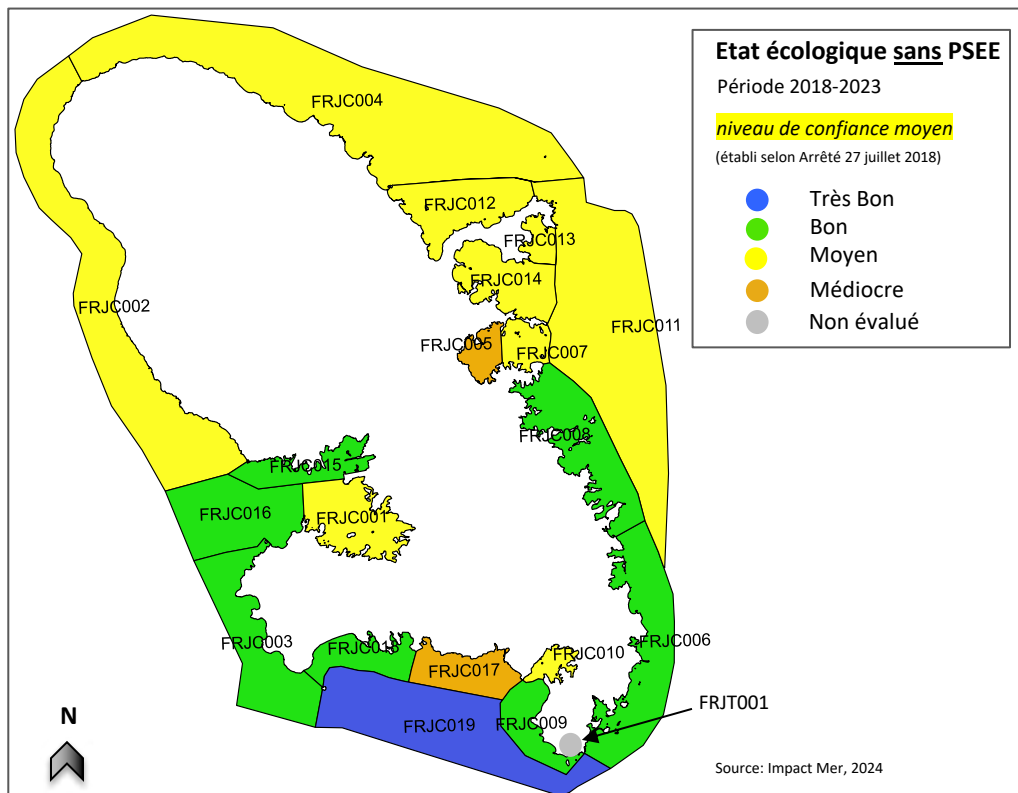 Etat écologique sans PSEE
Période 2018-2023
niveau de confiance moyen
(établi selon Arrêté 27 juillet 2018)
Très Bon
Bon
Moyen
Médiocre
Non évalué
FRJC004
FRJC012
FRJC013
FRJC014
FRJC002
FRJC011
FRJC005
FRJC007
FRJC008
FRJC015
FRJC016
FRJC001
FRJC003
FRJC018
FRJC017
FRJC010
FRJC006
FRJT001
FRJC019
FRJC009
N
Source: Impact Mer, 2024